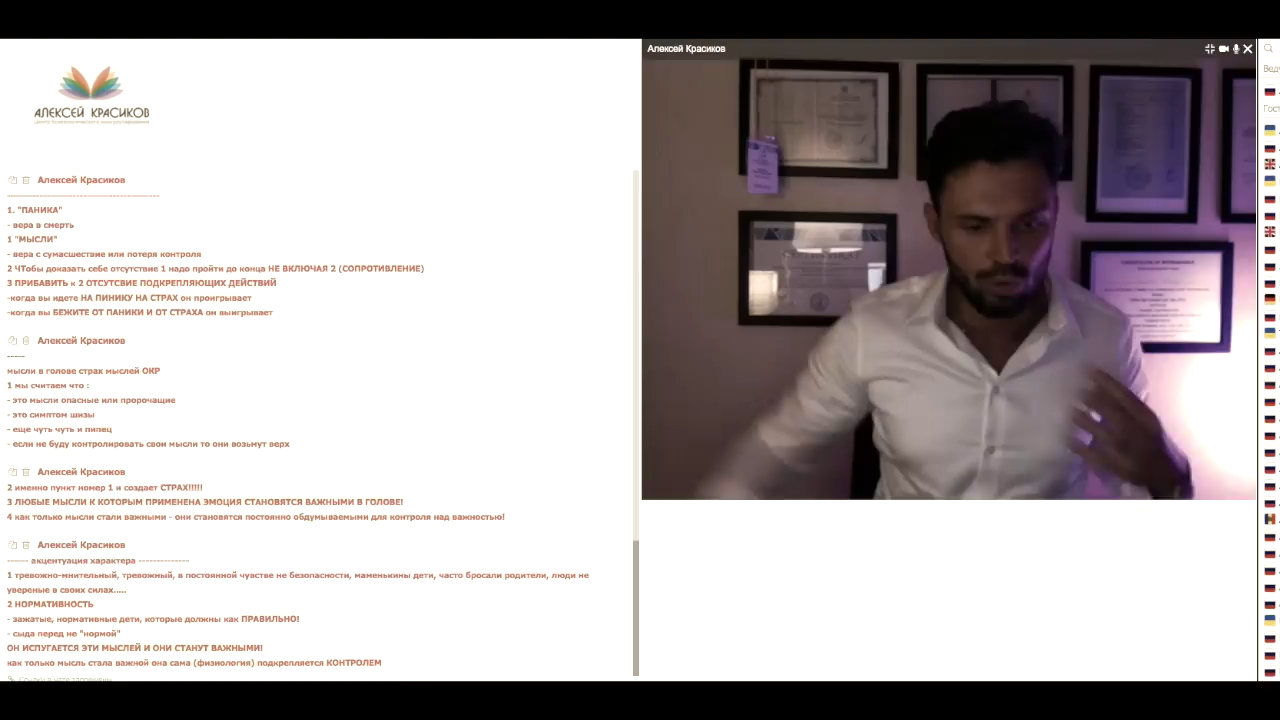 АЛЕКСЕЙ КРАСИКОВ
Алексей Красиков
1. "ПАНИКА"
- вера в смерть
1 "МЫСЛИ"
- вера с сумасшествие или потеря контроля
2 ЧТобы доказать себе отсутствие 1 надо пройти до конца НЕ ВКЛЮЧАЯ 2 (СОПРОТИВЛЕНИЕ)
3 ПРИБАВИТЬ к 2 ОТСУТСВИЕ ПОДКРЕПЛЯЮЩИХ ДЕЙСТВИЙ
-когда вы идете НА ПИНИКУ НА СТРАХ он проигрывает
-когда вы БЕЖИТЕ ОТ ПАНИКИ И ОТ СТРАХА он выигрывает
Алексей Красиков
-----
мысли в голове страх мыслей ОКР
1 мы считаем что :
- это мысли опасные или пророчащие
- это симптом шизы
- еще чуть чуть и пипец
- если не буду контролировать свои мысли то они возьмут верх
Алексей Красиков
2 именно пункт номер 1 и создает СТРАХ!!!!!
3 ЛЮБЫЕ МЫСЛИ К КОТОРЫМ ПРИМЕНЕНА ЭМОЦИЯ СТАНОВЯТСЯ ВАЖНЫМИ В ГОЛОВЕ!
4 как только мысли стали важными - они становятся постоянно обдумываемыми для контроля над важностью!
Алексей Красиков
------ акцентуация характера --------------
1 тревожно-мнительный, тревожный, в постоянной чувстве не безопасности, маменькины дети, часто бросали родители, люди не
увереные в своих силах.....
2 НОРМАТИВНОСТЬ
- зажатые, нормативные дети, которые должны как ПРАВИЛЬНО!
- сыда перед не "нормой"
ОН ИСПУГАЕТСЯ ЭТИ МЫСЛЕЙ И ОНИ СТАНУТ ВАЖНЫМИ!
как только мысль стала важной она сама (физиология) подкрепляется КОНТРОЛЕМ
Алексей Красиков